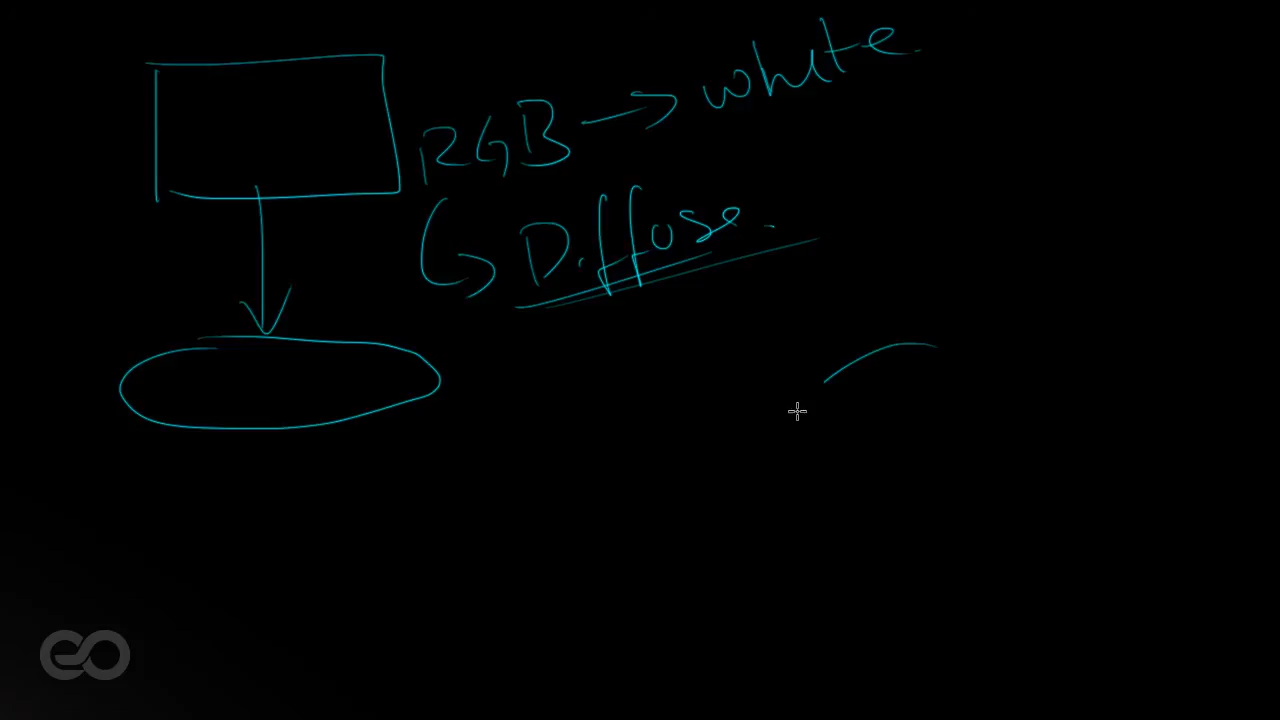 RGB → white.
↳ Diffuse.